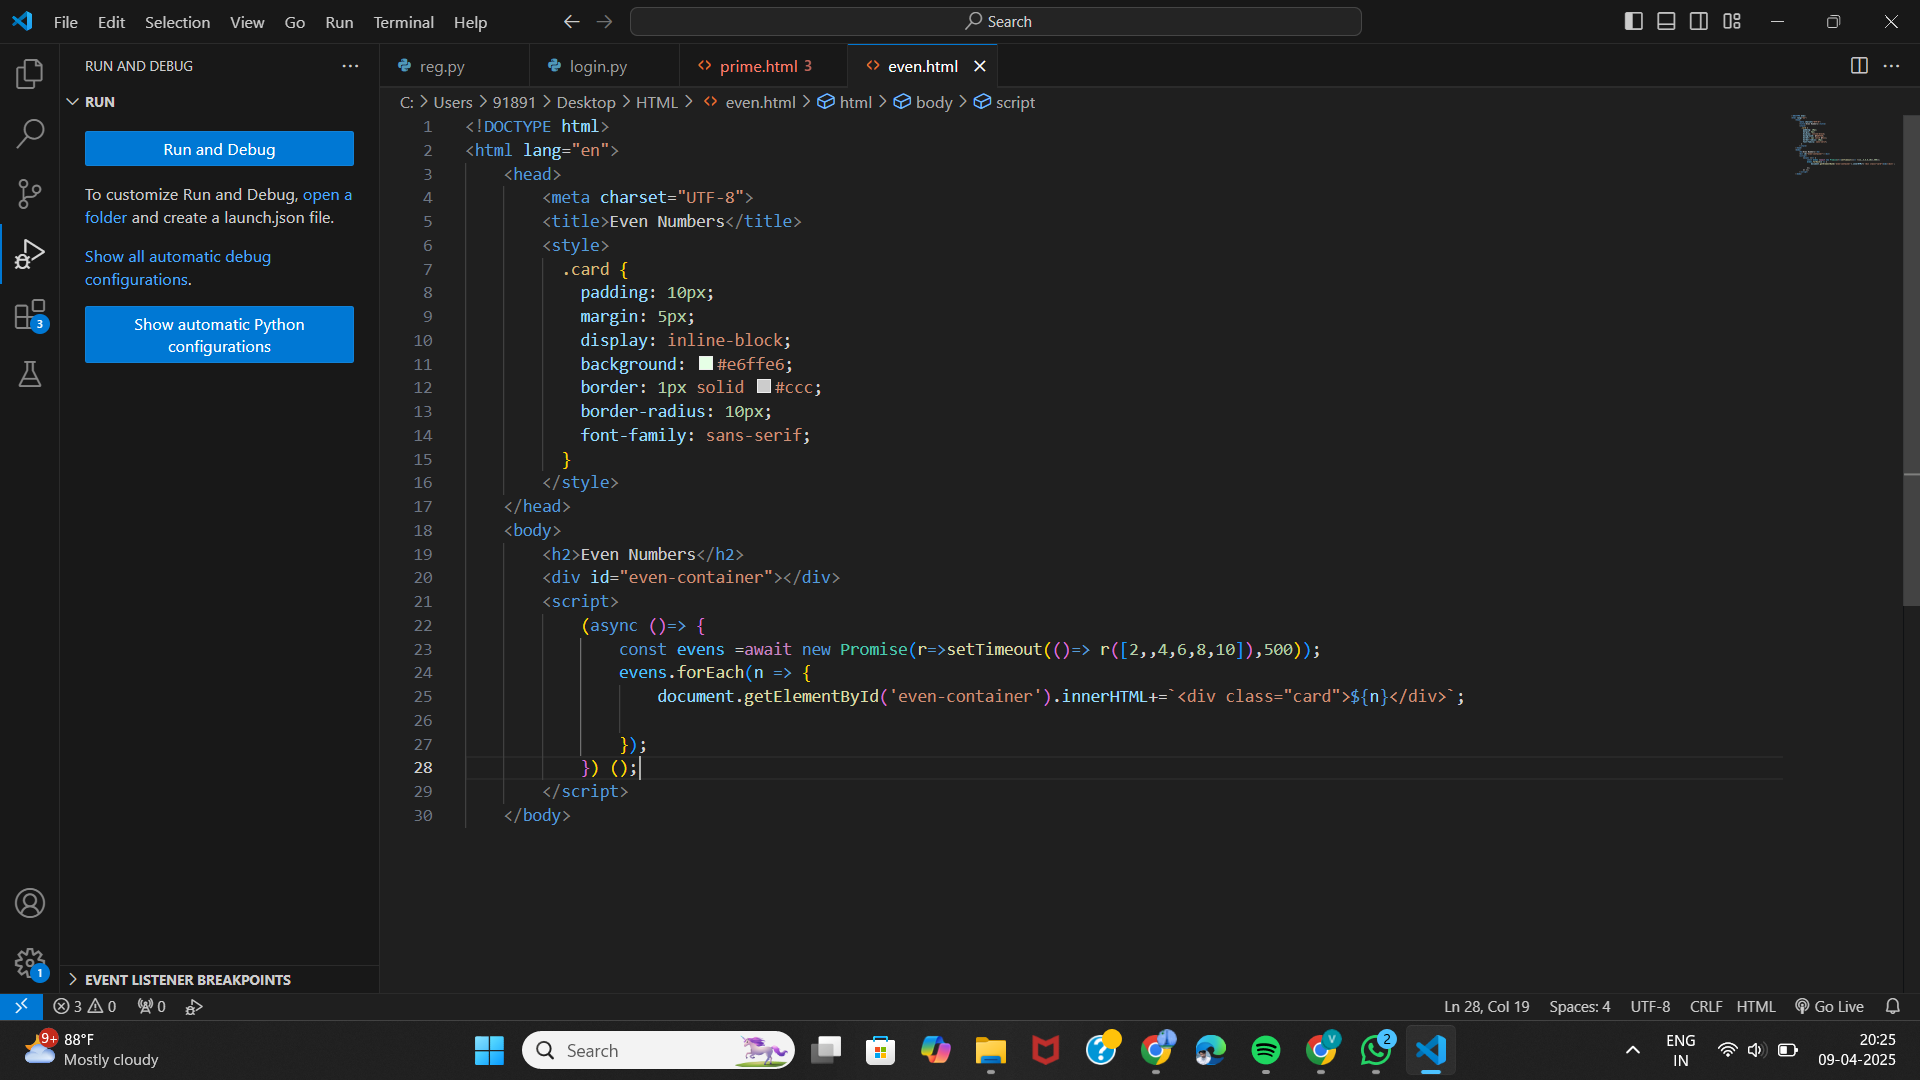 File Edit Selection View Go Run Terminal Help
Search
RUN AND DEBUG
reg.py
login.py
prime.html 3
even.html
RUN
C: > Users > 91891 > Desktop > HTML > even.html > html > body > script
Run and Debug
To customize Run and Debug, open a
folder and create a launch.json file.
Show all automatic debug
configurations.
Show automatic Python
configurations
3
1 <!DOCTYPE html>
2 <html lang="en">
3 <head>
4 <meta charset="UTF-8">
5 <title>Even Numbers</title>
6 <style>
7 .card {
8 padding: 10px;
9 margin: 5px;
10 display: inline-block;
11 background: #e6ffe6;
12 border: 1px solid #ccc;
13 border-radius: 10px;
14 font-family: sans-serif;
15 }
16 </style>
17 </head>
18 <body>
19 <h2>Even Numbers</h2>
20 <div id="even-container"></div>
21 <script>
22 (async ()=> {
23 const evens =await new Promise(r=>setTimeout(()=> r([2,,4,6,8,10]),500));
24 evens.forEach(n => {
25 document.getElementById('even-container').innerHTML+=`<div class="card">${n}</div>`;
26
27 });
28 }) ();
29 </script>
30 </body>
1
EVENT LISTENER BREAKPOINTS
3 0 0
Ln 28, Col 19 Spaces: 4 UTF-8 CRLF HTML Go Live
9+
88°F
Mostly cloudy
Search
V
2
ENG
IN
20:25
09-04-2025